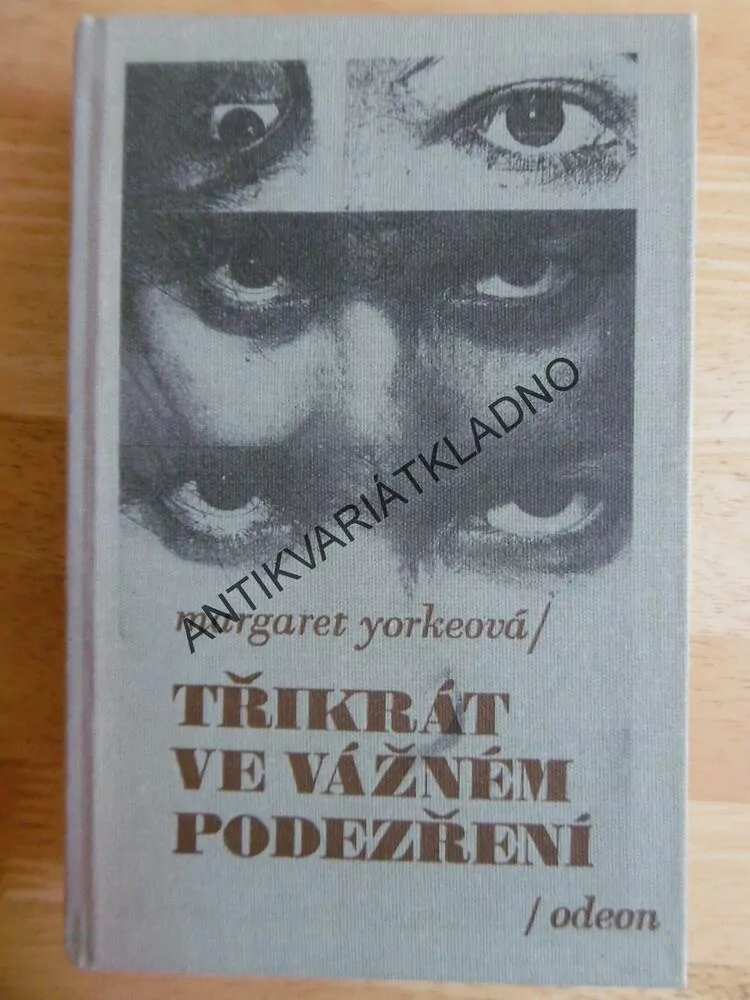 ANTIKVARIÁTKLADNO
margaret yorkeová/
TŘIKRÁT
VE VÁŽNÉM
PODEZŘENÍ
/ odeon